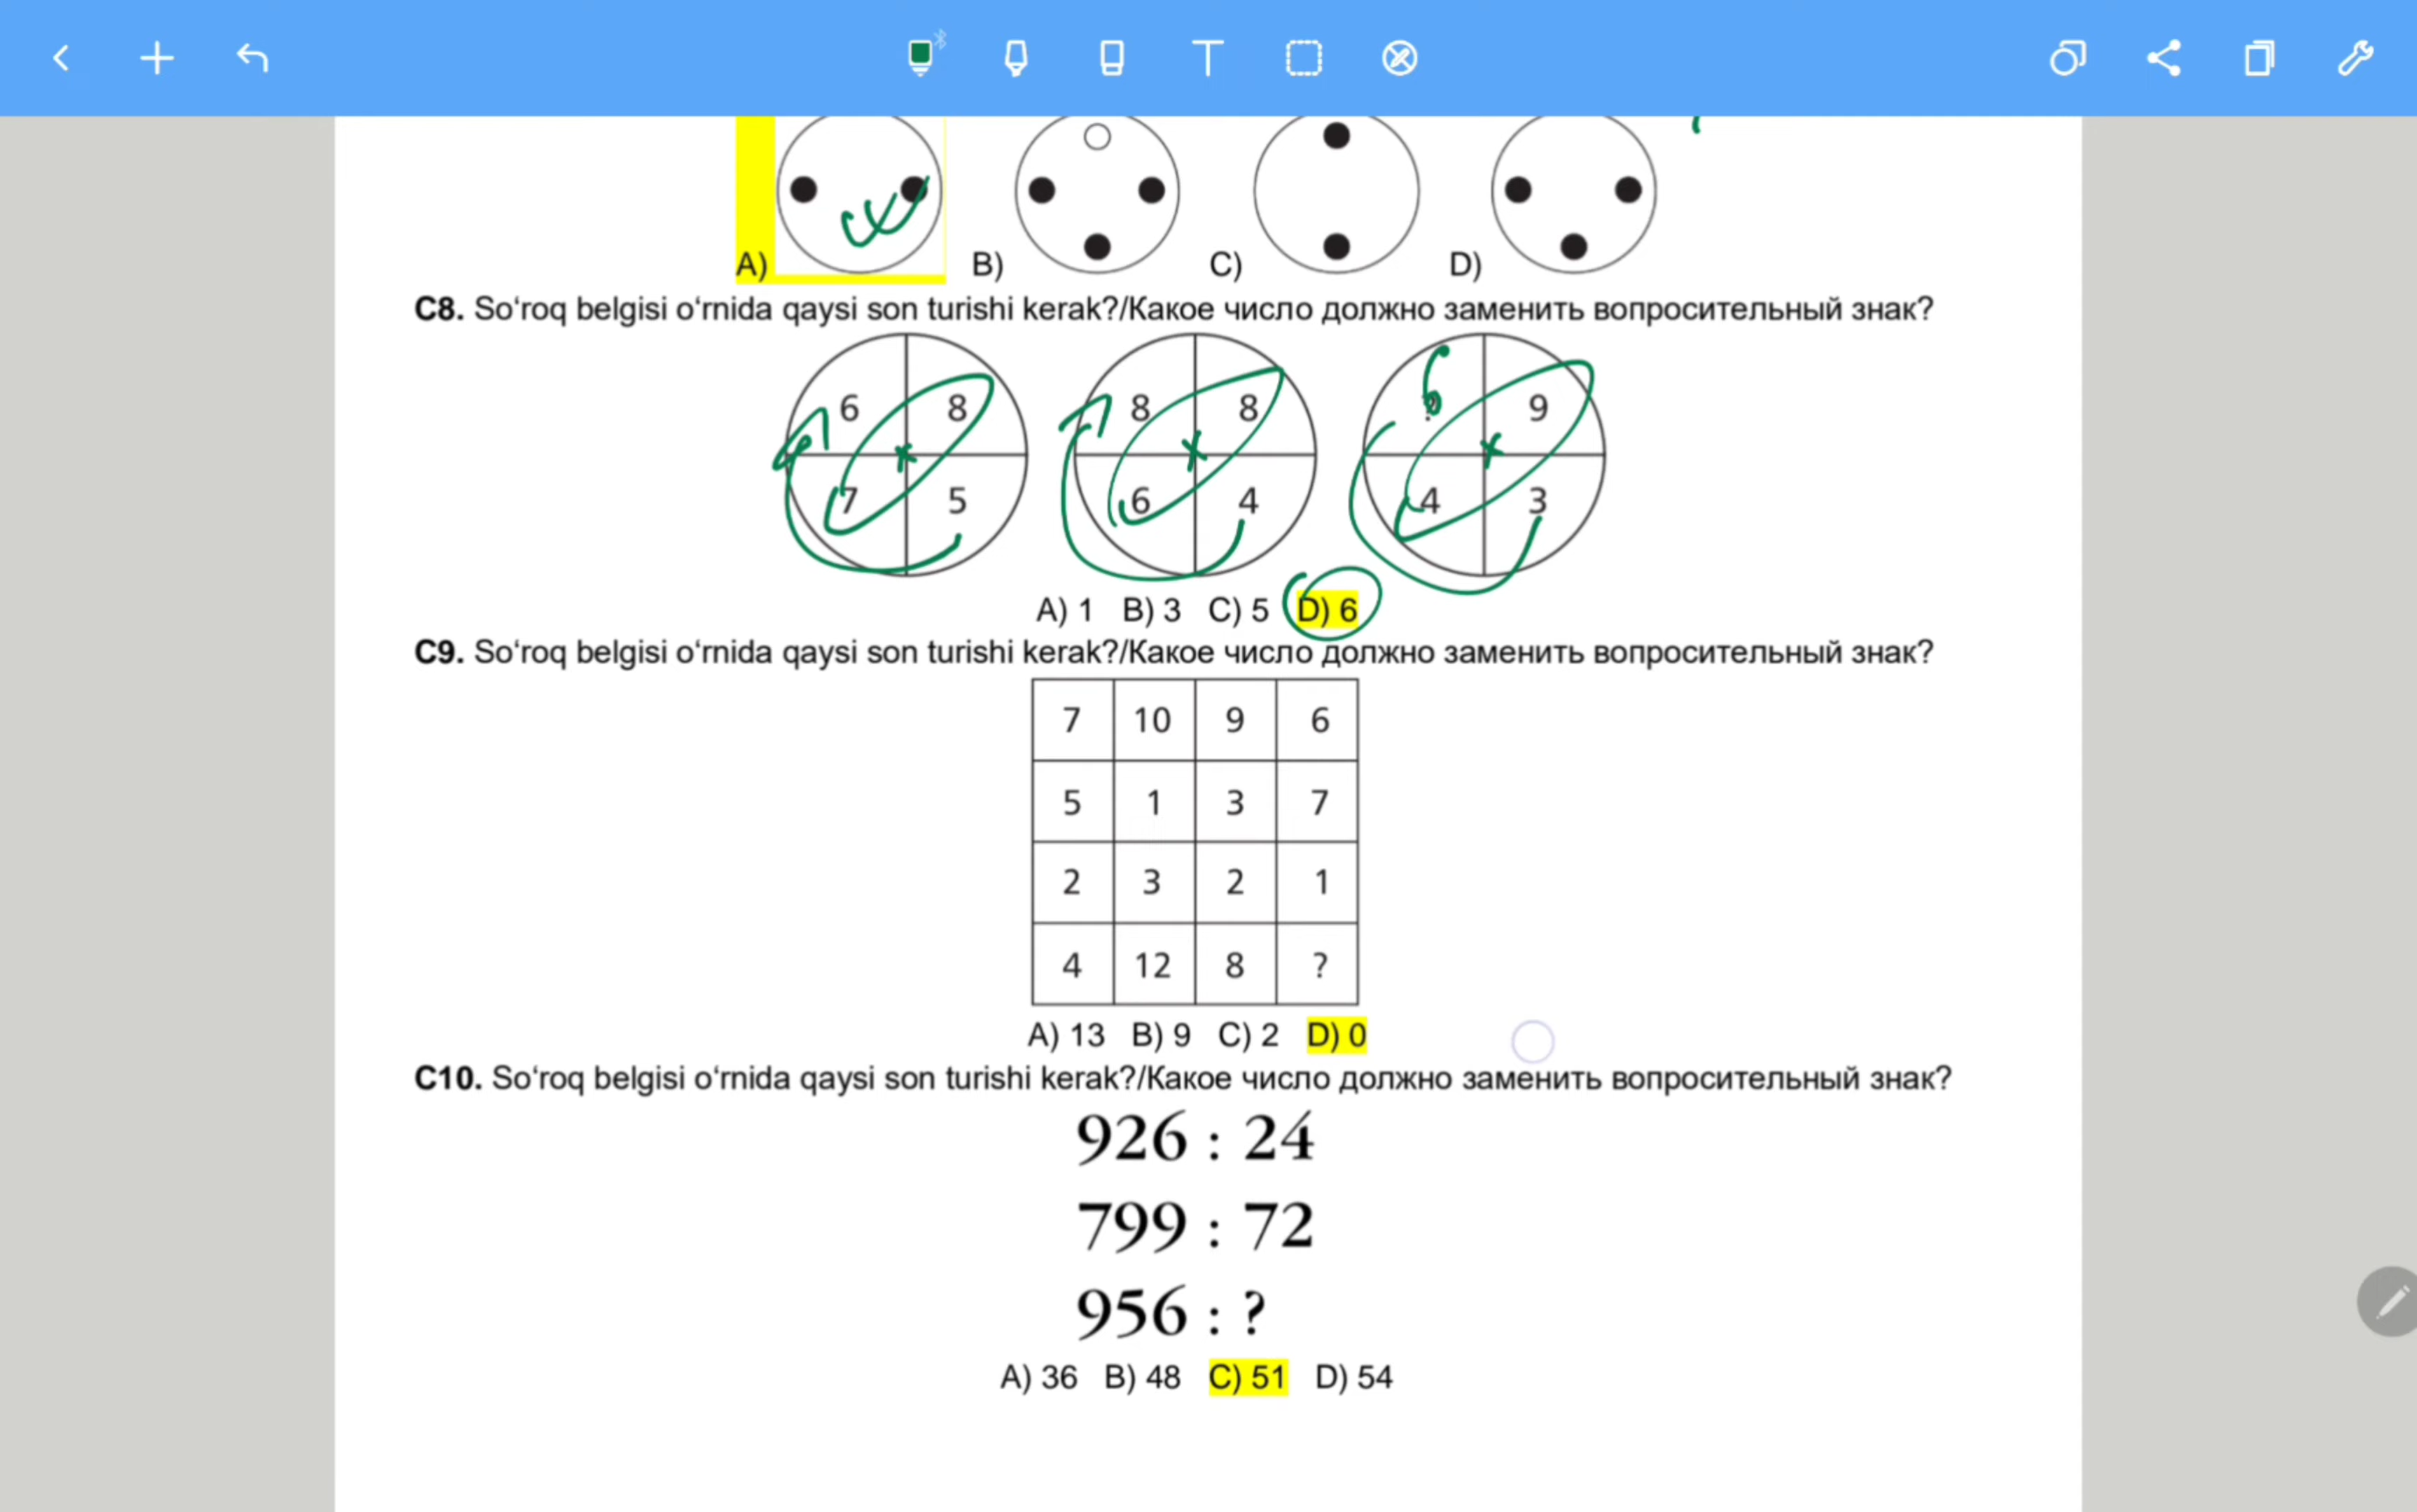 A) B) C) D)
C8. So‘roq belgisi o‘rnida qaysi son turishi kerak?/Какое число должно заменить вопросительный знак?
6 8 8 8 9
7 5 6 4 4 3
A) 1 B) 3 C) 5 D) 6
C9. So‘roq belgisi o‘rnida qaysi son turishi kerak?/Какое число должно заменить вопросительный знак?
7 10 9 6
5 1 3 7
2 3 2 1
4 12 8 ?
A) 13 B) 9 C) 2 D) 0
C10. So‘roq belgisi o‘rnida qaysi son turishi kerak?/Какое число должно заменить вопросительный знак?
926 : 24
799 : 72
956 : ?
A) 36 B) 48 C) 51 D) 54